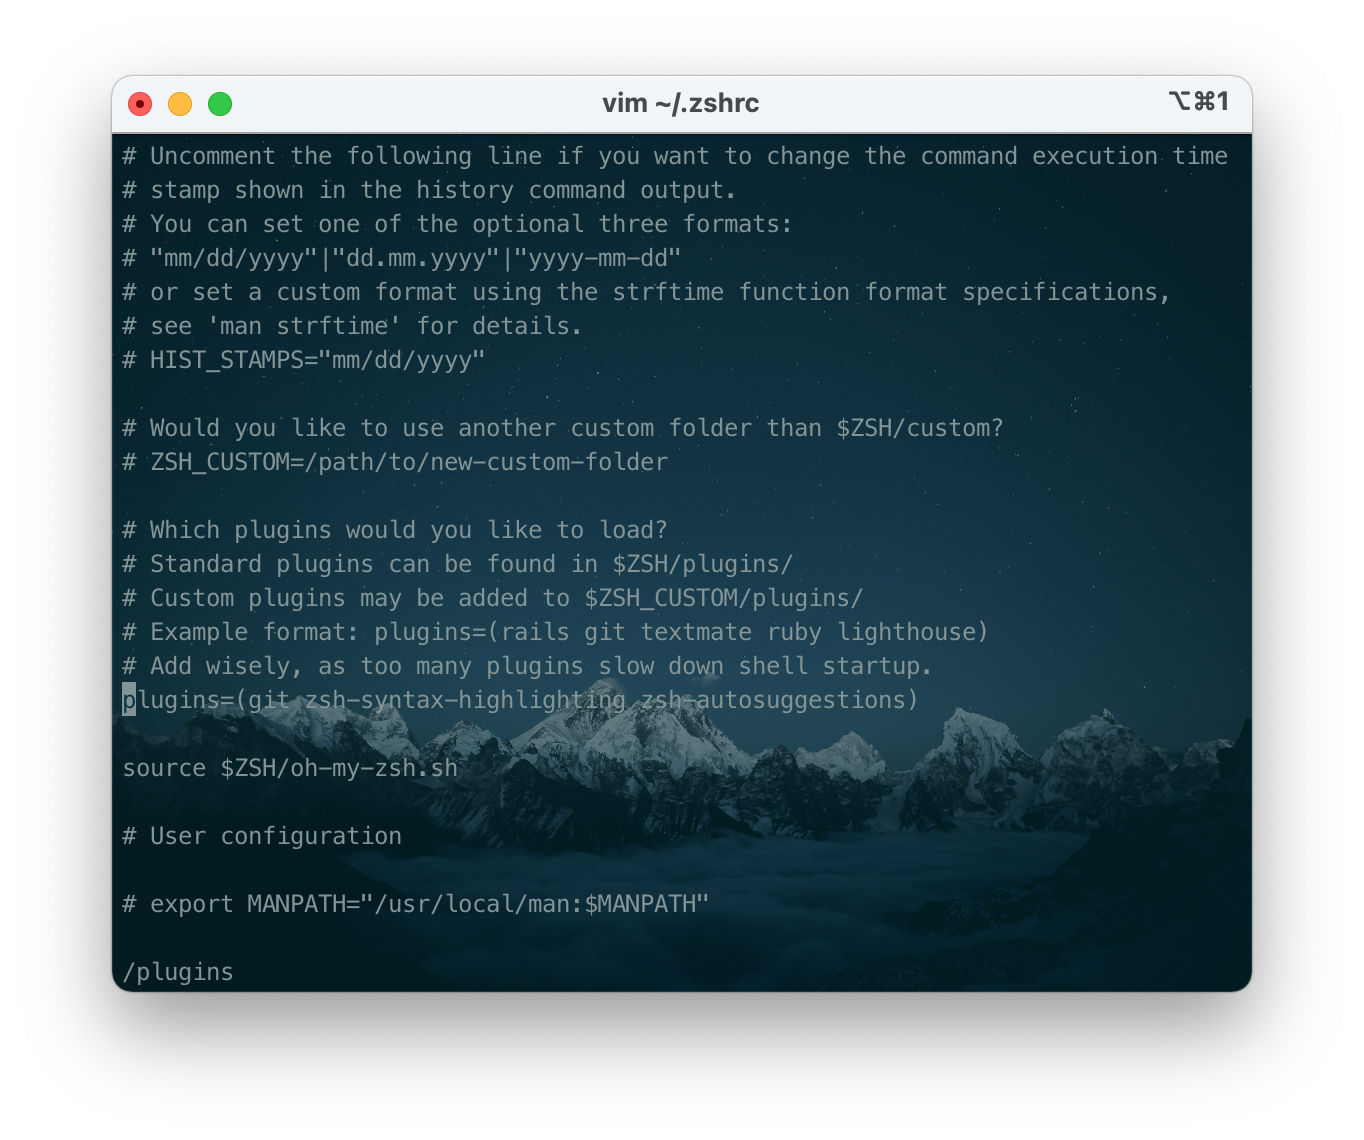 vim ~/.zshrc
⌥⌘1
# Uncomment the following line if you want to change the command execution time
# stamp shown in the history command output.
# You can set one of the optional three formats:
# "mm/dd/yyyy"|"dd.mm.yyyy"|"yyyy-mm-dd"
# or set a custom format using the strftime function format specifications,
# see 'man strftime' for details.
# HIST_STAMPS="mm/dd/yyyy"

# Would you like to use another custom folder than $ZSH/custom?
# ZSH_CUSTOM=/path/to/new-custom-folder

# Which plugins would you like to load?
# Standard plugins can be found in $ZSH/plugins/
# Custom plugins may be added to $ZSH_CUSTOM/plugins/
# Example format: plugins=(rails git textmate ruby lighthouse)
# Add wisely, as too many plugins slow down shell startup.
plugins=(git zsh-syntax-highlighting zsh-autosuggestions)

source $ZSH/oh-my-zsh.sh

# User configuration

# export MANPATH="/usr/local/man:$MANPATH"

/plugins